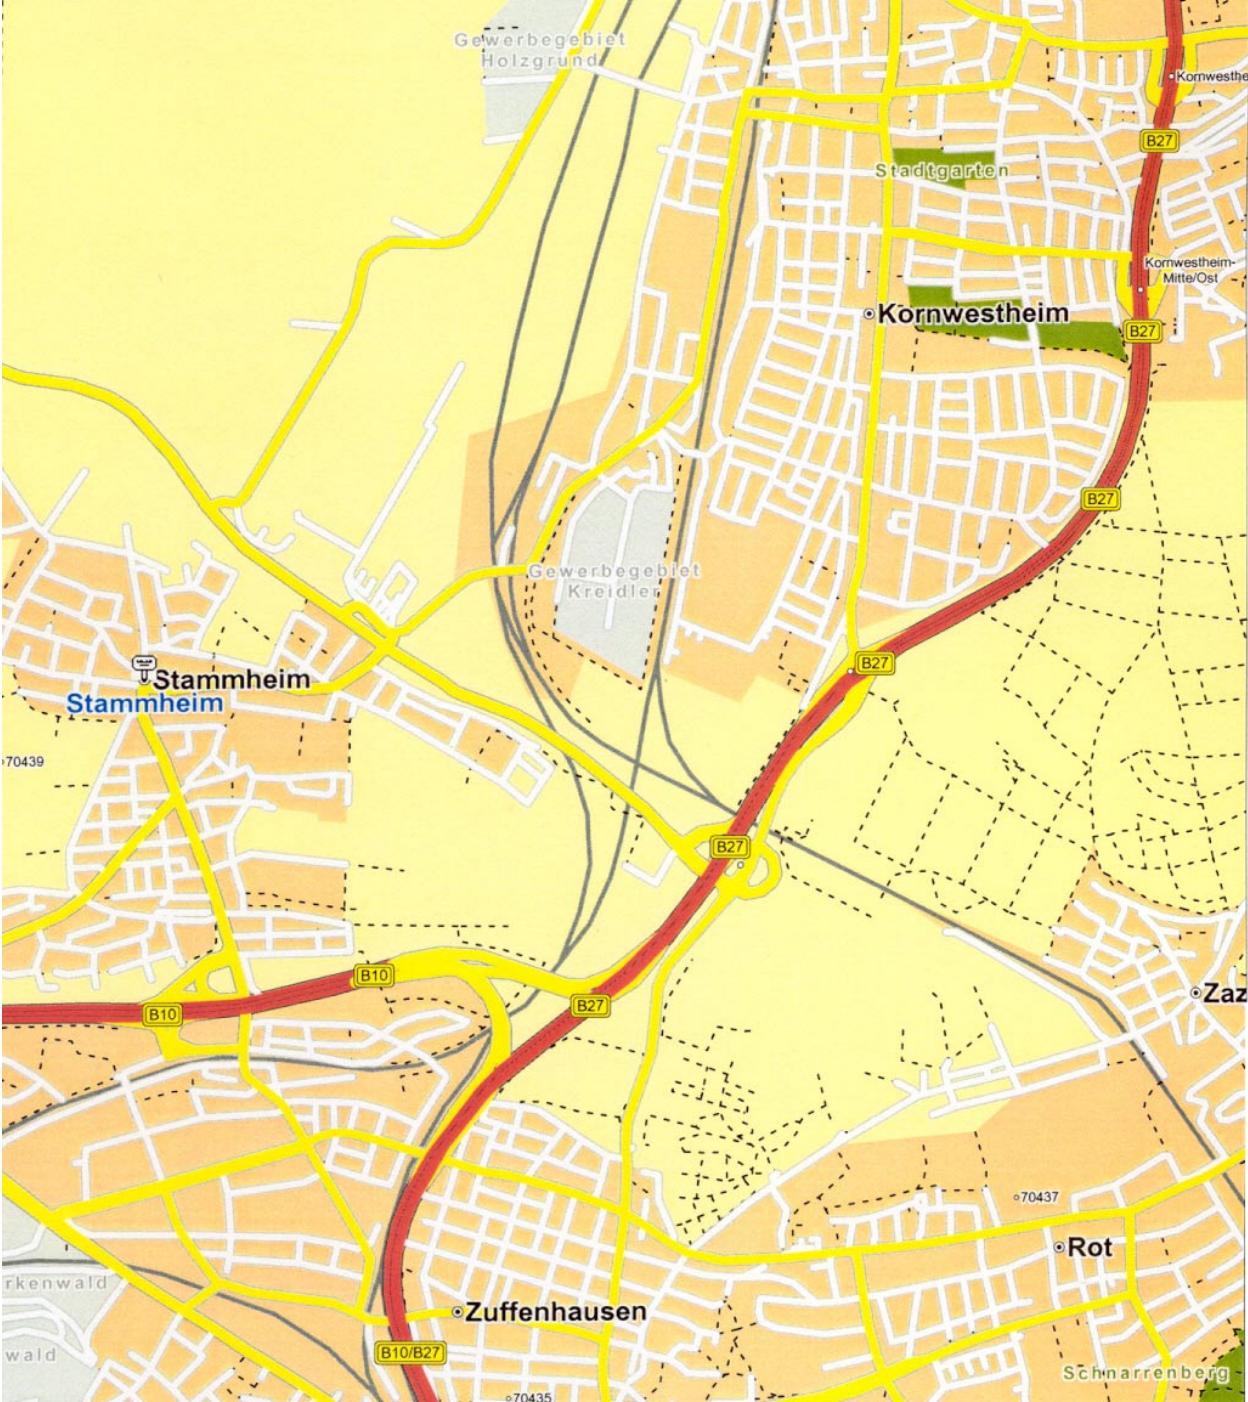 Gewerbegebiet
Holzgrund
Kornwesthe
B27
Stadtgarten
Kornwestheim-
Mitte/Ost
Kornwestheim
B27
B27
Gewerbegebiet
Kreidler
B27
Stammheim
Stammheim
70439
B27
B10
B27
B10
Zaz
70437
Rot
rkenwald
Zuffenhausen
B10/B27
wald
Schnarrenberg
70435